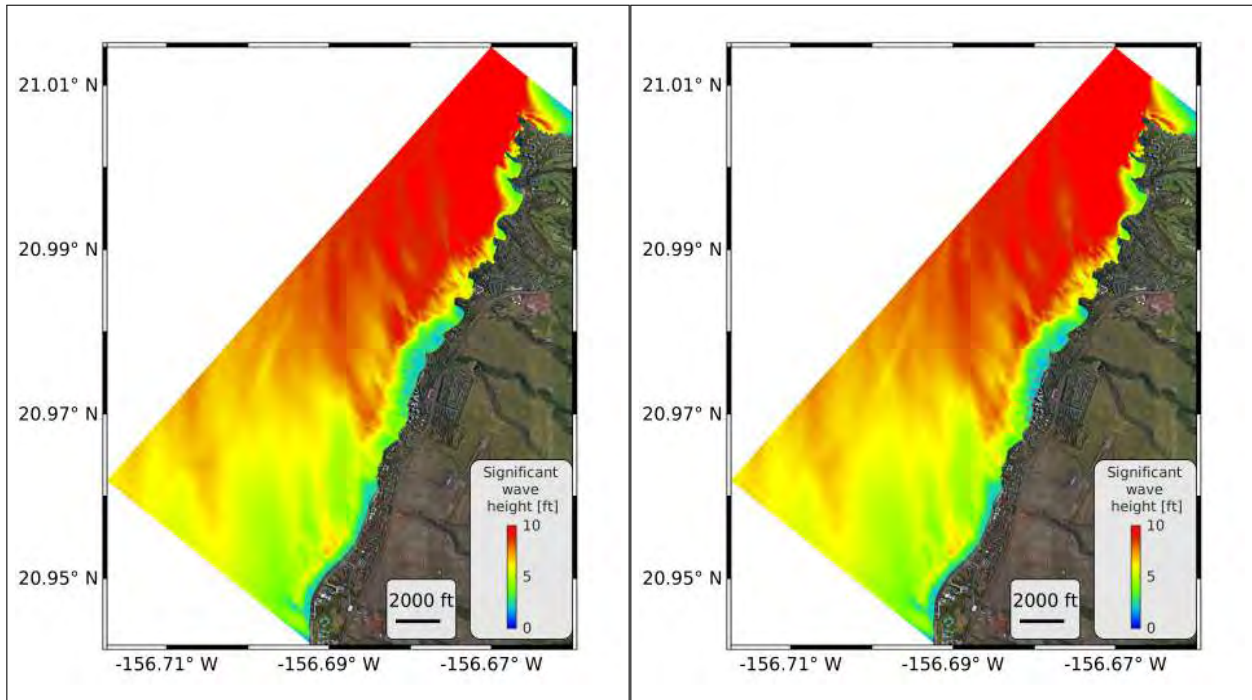 21.01° N
20.99° N
20.97° N
20.95° N
-156.71° W
-156.69° W
-156.67° W
Significant
wave
height [ft]
10
5
0
2000 ft
21.01° N
20.99° N
20.97° N
20.95° N
-156.71° W
-156.69° W
-156.67° W
Significant
wave
height [ft]
10
5
0
2000 ft